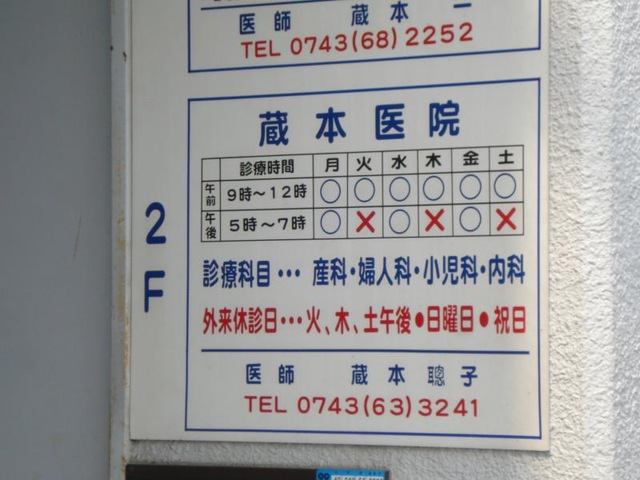 医師 蔵本 一
TEL 0743(68)2252
2F
蔵本医院
診療時間 月 火 水 木 金 土
午前 9時～12時 ○ ○ ○ ○ ○ ○
午後 5時～7時 ○ × ○ × ○ ×
診療科目… 産科・婦人科・小児科・内科
外来休診日…火、木、土午後●日曜日●祝日
医師 蔵本 聰子
TEL 0743(63)3241